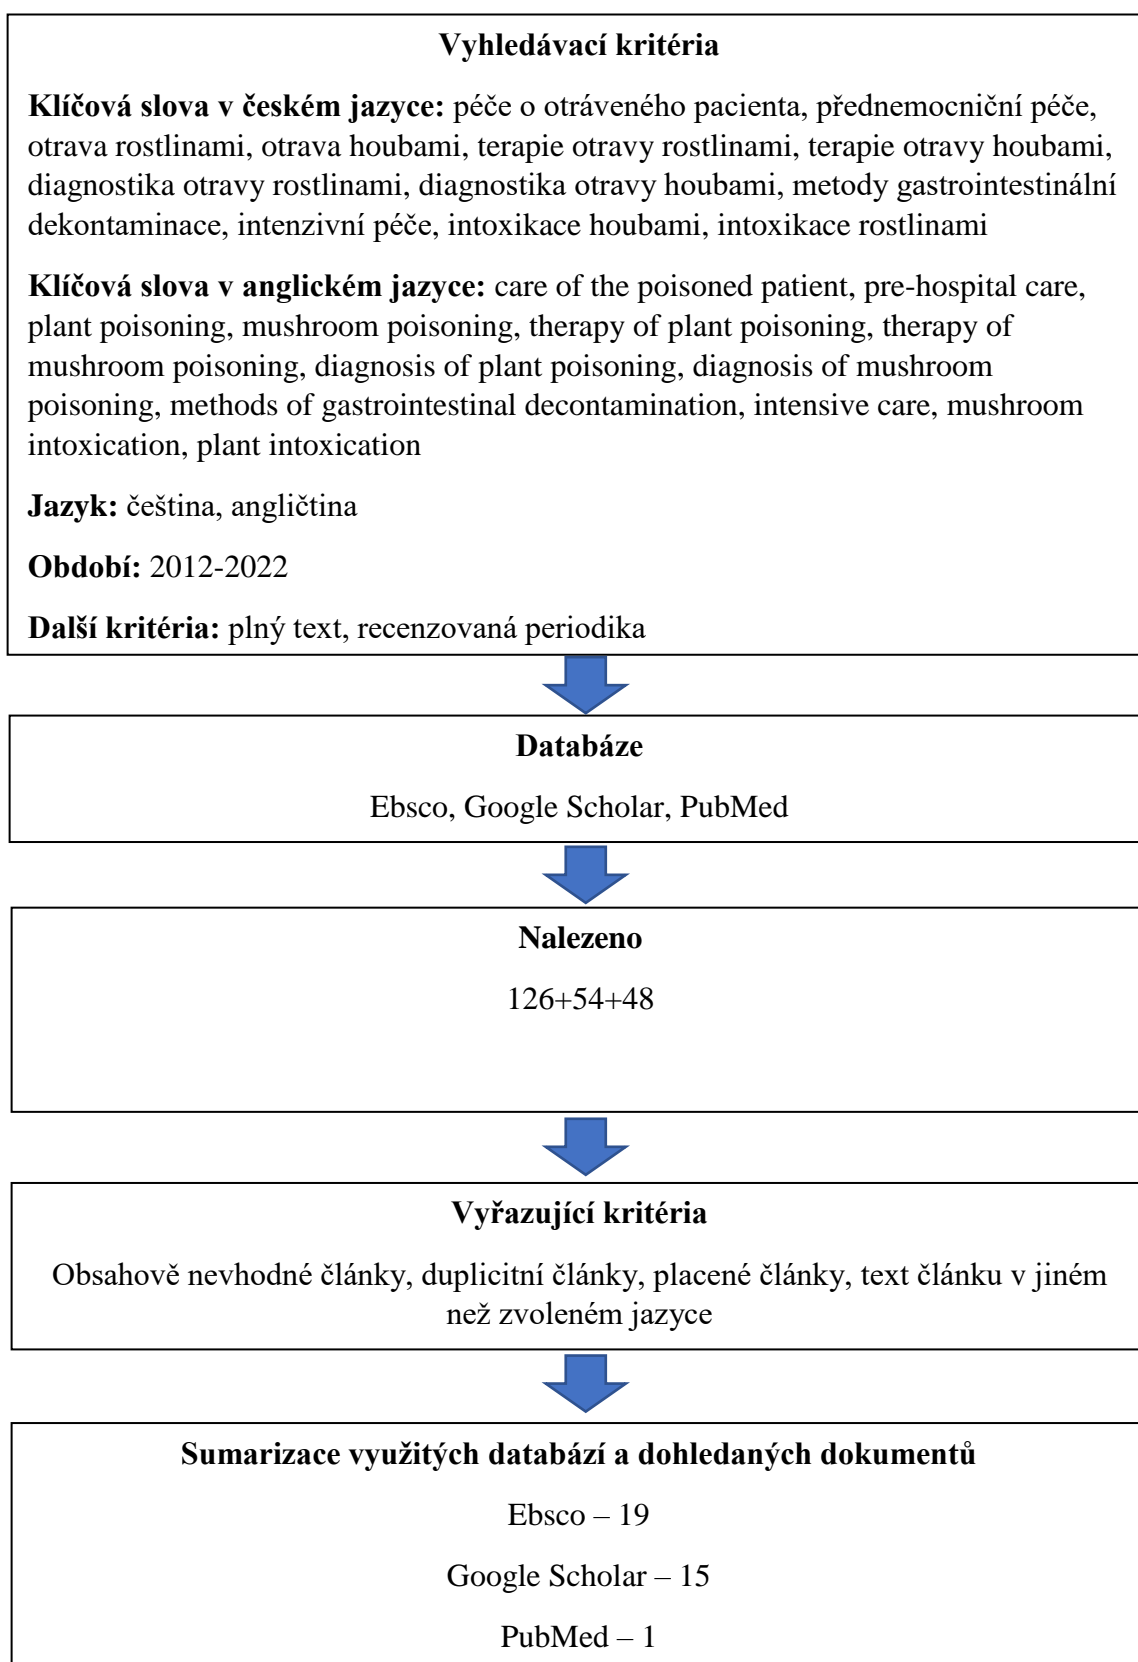 Vyhledávací kritéria
Klíčová slova v českém jazyce: péče o otráveného pacienta, přednemocniční péče,
otrava rostlinami, otrava houbami, terapie otravy rostlinami, terapie otravy houbami,
diagnostika otravy rostlinami, diagnostika otravy houbami, metody gastrointestinální
dekontaminace, intenzivní péče, intoxikace houbami, intoxikace rostlinami
Klíčová slova v anglickém jazyce: care of the poisoned patient, pre-hospital care,
plant poisoning, mushroom poisoning, therapy of plant poisoning, therapy of
mushroom poisoning, diagnosis of plant poisoning, diagnosis of mushroom
poisoning, methods of gastrointestinal decontamination, intensive care, mushroom
intoxication, plant intoxication
Jazyk: čeština, angličtina
Období: 2012-2022
Další kritéria: plný text, recenzovaná periodika
Databáze
Ebsco, Google Scholar, PubMed
Nalezeno
126+54+48
Vyřazující kritéria
Obsahově nevhodné články, duplicitní články, placené články, text článku v jiném
než zvoleném jazyce
Sumarizace využitých databází a dohledaných dokumentů
Ebsco – 19
Google Scholar – 15
PubMed – 1